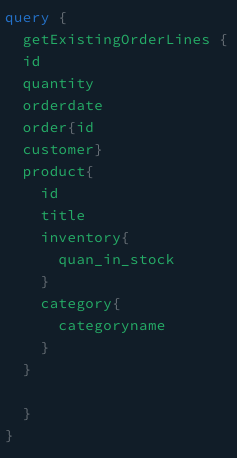 query {
getExistingOrderLines {
id
quantity
orderdate
order{id
customer}
product{
id
title
inventory{
quan_in_stock
}
category{
categoryname
}
}
}
}